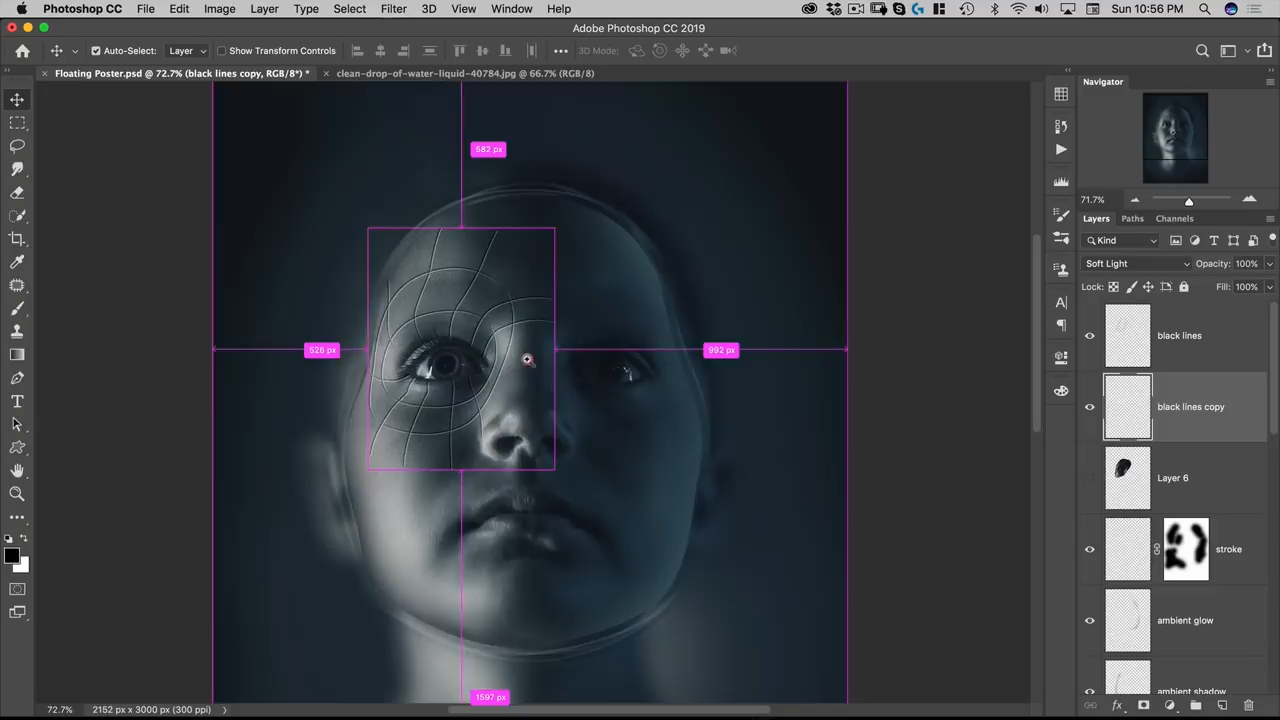 Photoshop CC File Edit Image Layer Type Select Filter 3D View Window Help Sun 10:56 PM
Adobe Photoshop CC 2019
Auto-Select: Layer Show Transform Controls 3D Mode:
Floating Poster.psd @ 72.7% (black lines copy, RGB/8*) * clean-drop-of-water-liquid-40784.jpg @ 66.7% (RGB/8)
Navigator
71.7%
Layers Paths Channels
Kind
Soft Light Opacity: 100%
Lock: Fill: 100%
black lines
black lines copy
Layer 6
stroke
ambient glow
ambient shadow
582 px
526 px
992 px
1597 px
72.7% 2152 px x 3000 px (300 ppi)